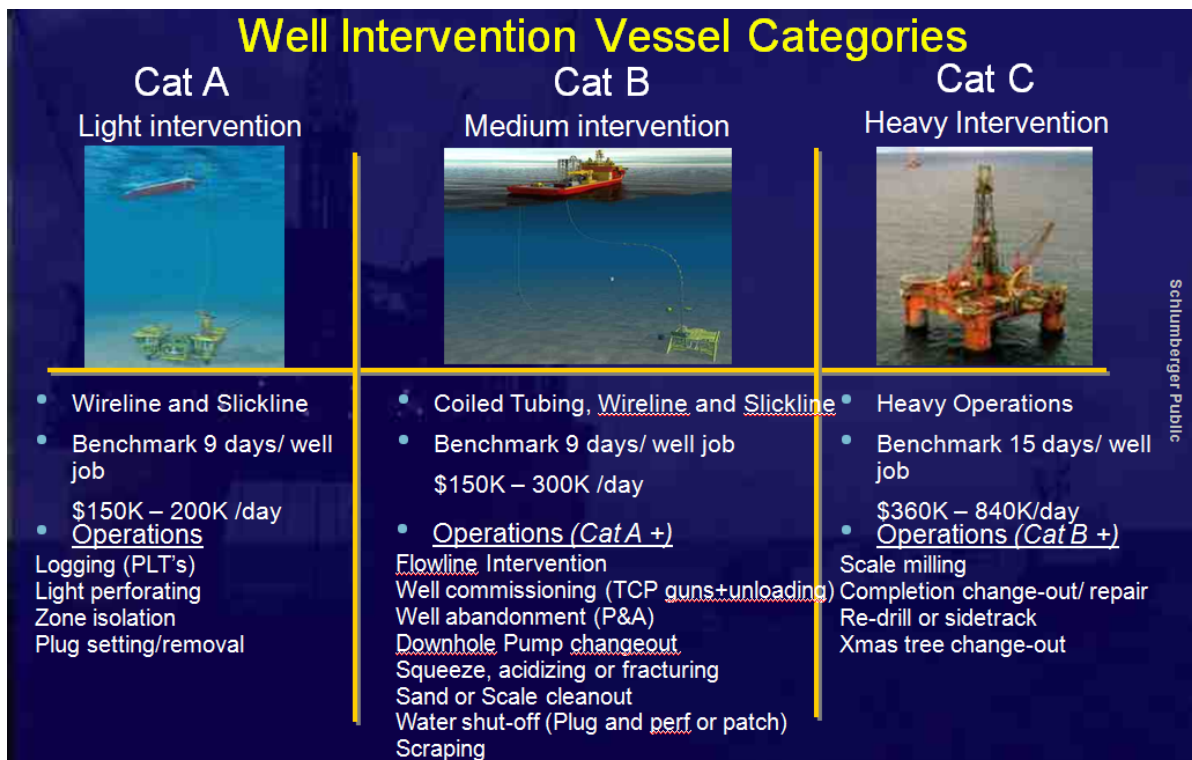 Well Intervention Vessel Categories
Cat A
Light intervention
Cat B
Medium intervention
Cat C
Heavy Intervention
Wireline and Slickline
Benchmark 9 days/ well
job
$150K – 200K /day
Operations
Logging (PLT's)
Light perforating
Zone isolation
Plug setting/removal
Coiled Tubing, Wireline and Slickline
Benchmark 9 days/ well job
$150K – 300K /day
Operations (Cat A +)
Flowline Intervention
Well commissioning (TCP guns+unloading)
Well abandonment (P&A)
Downhole Pump changeout
Squeeze, acidizing or fracturing
Sand or Scale cleanout
Water shut-off (Plug and perf or patch)
Scraping
Heavy Operations
Benchmark 15 days/ well
job
$360K – 840K/day
Operations (Cat B +)
Scale milling
Completion change-out/ repair
Re-drill or sidetrack
Xmas tree change-out
Schlumberger Public